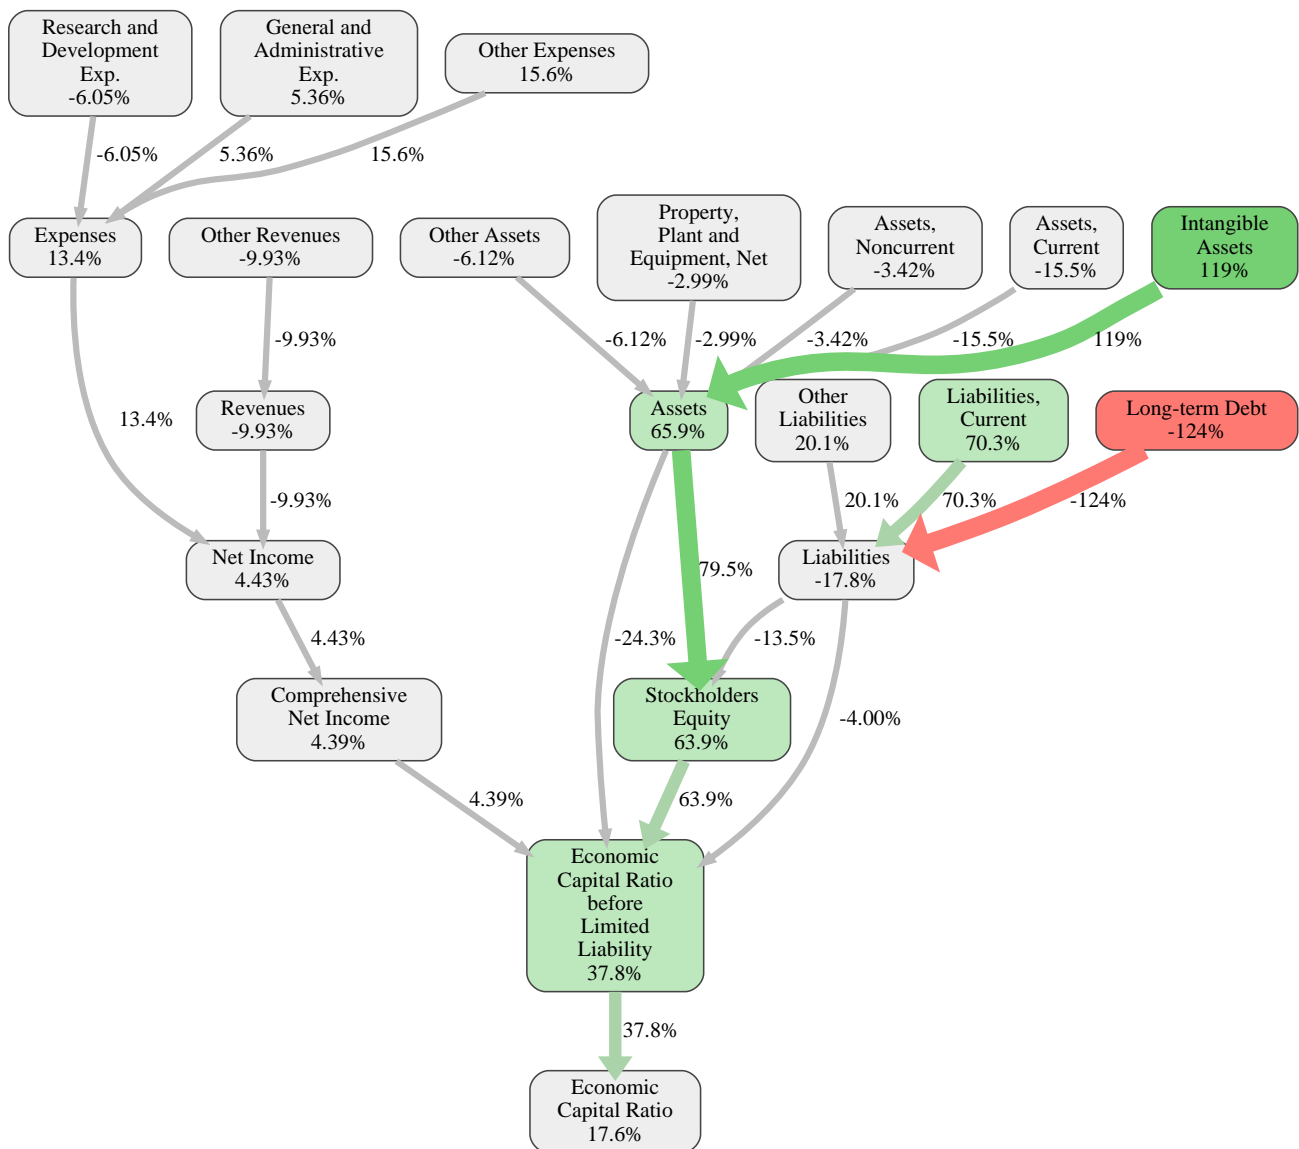 Research and
Development
Exp.
-6.05%
General and
Administrative
Exp.
5.36%
Other Expenses
15.6%
-6.05%
5.36%
15.6%
Expenses
13.4%
Other Revenues
-9.93%
Other Assets
-6.12%
Property,
Plant and
Equipment, Net
-2.99%
Assets,
Noncurrent
-3.42%
Assets,
Current
-15.5%
Intangible
Assets
119%
-9.93%
-6.12%
-2.99%
-3.42%
-15.5%
119%
13.4%
Revenues
-9.93%
Assets
65.9%
Other
Liabilities
20.1%
Liabilities,
Current
70.3%
Long-term Debt
-124%
-9.93%
20.1%
70.3%
-124%
Net Income
4.43%
79.5%
Liabilities
-17.8%
4.43%
-24.3%
-13.5%
Comprehensive
Net Income
4.39%
Stockholders
Equity
63.9%
-4.00%
4.39%
63.9%
Economic
Capital Ratio
before
Limited
Liability
37.8%
37.8%
Economic
Capital Ratio
17.6%